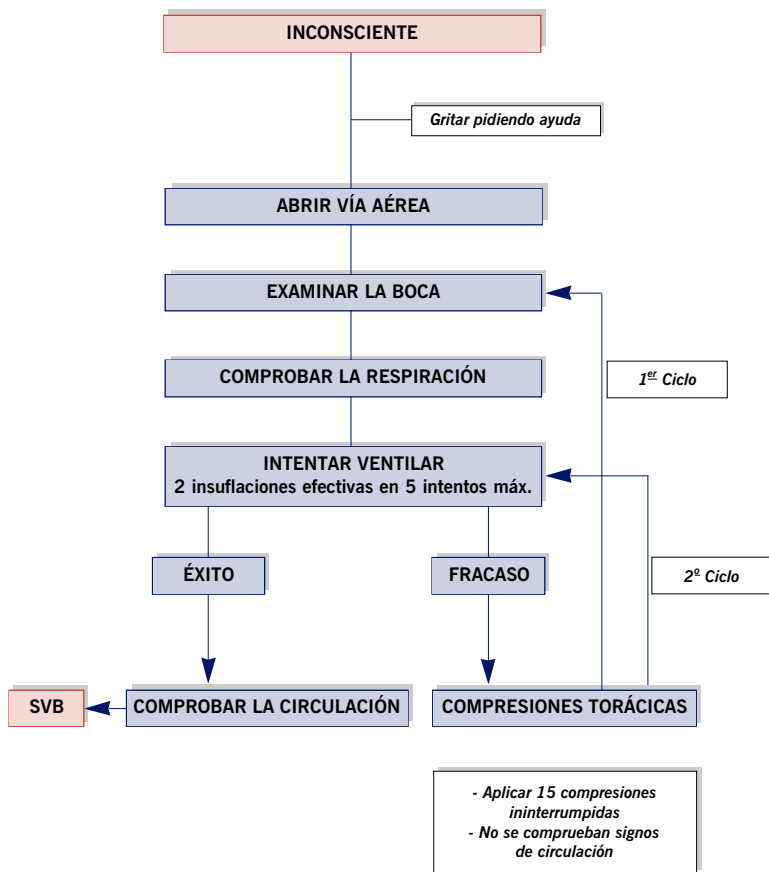 INCONSCIENTE
Gritar pidiendo ayuda
ABRIR VÍA AÉREA
EXAMINAR LA BOCA
COMPROBAR LA RESPIRACIÓN
1er Ciclo
INTENTAR VENTILAR
2 insuflaciones efectivas en 5 intentos máx.
ÉXITO
FRACASO
2º Ciclo
SVB
COMPROBAR LA CIRCULACIÓN
COMPRESIONES TORÁCICAS
- Aplicar 15 compresiones
ininterrumpidas
- No se comprueban signos
de circulación